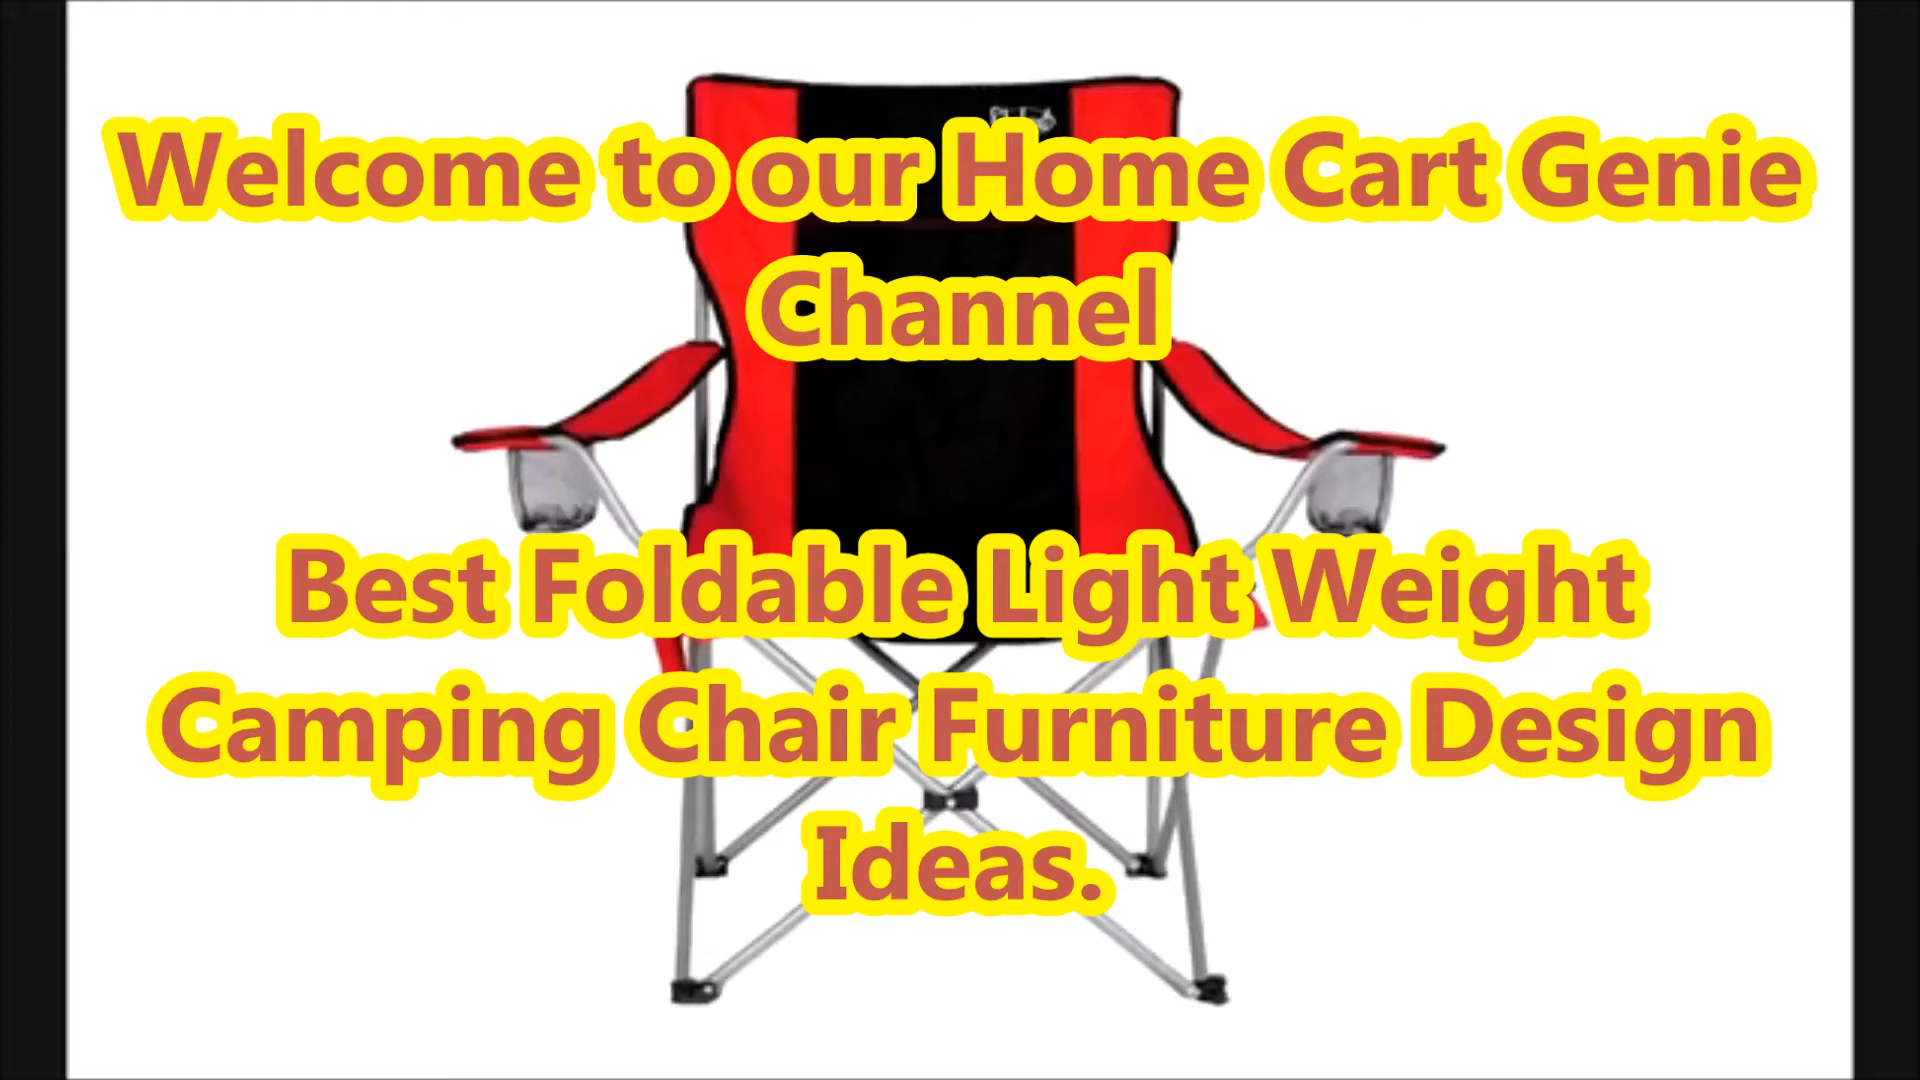 Welcome to our Home Cart Genie
Channel
Best Foldable Light Weight
Camping Chair Furniture Design
Ideas.